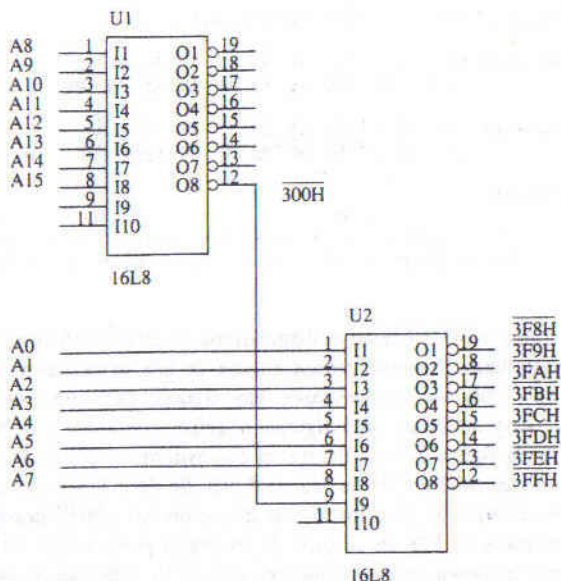 U1
A8 1 I1 O1 19
A9 2 I2 O2 18
A10 3 I3 O3 17
A11 4 I4 O4 16
A12 5 I5 O5 15
A13 6 I6 O6 14
A14 7 I7 O7 13
A15 8 I8 O8 12
9 I9
11 I10
300H
16L8
U2
A0 1 I1 O1 19 3F8H
A1 2 I2 O2 18 3F9H
A2 3 I3 O3 17 3FAH
A3 4 I4 O4 16 3FBH
A4 5 I5 O5 15 3FCH
A5 6 I6 O6 14 3FDH
A6 7 I7 O7 13 3FEH
A7 8 I8 O8 12 3FFH
9 I9
11 I10
16L8